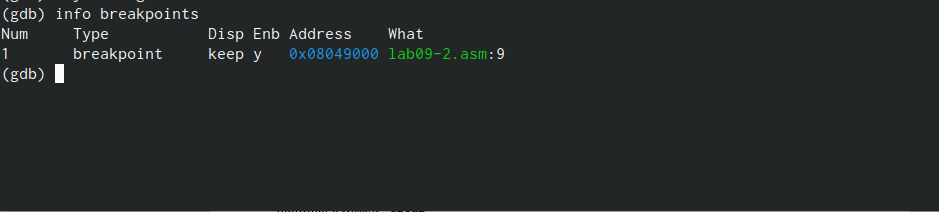 (gdb) info breakpoints
Num     Type           Disp Enb Address    What
1       breakpoint     keep y   0x08049000 lab09-2.asm:9
(gdb)